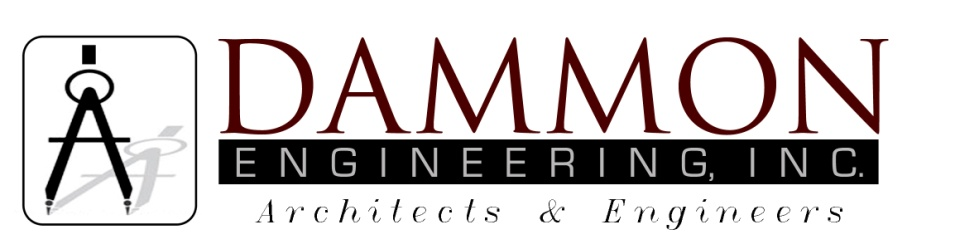 DAMMON
ENGINEERING, INC.
Architects & Engineers